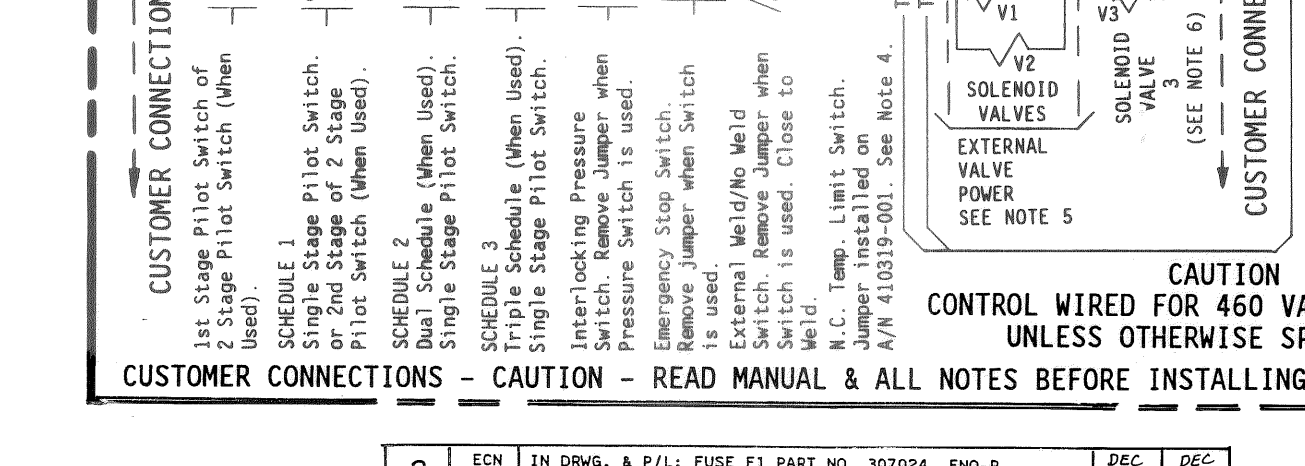 CUSTOMER CONNECTION
1st Stage Pilot Switch of
2 Stage Pilot Switch (When
Used).
SCHEDULE 1
Single Stage Pilot Switch.
or 2nd Stage of 2 Stage
Pilot Switch (When Used).
SCHEDULE 2
Dual Schedule (When Used).
Single Stage Pilot Switch.
SCHEDULE 3
Triple Schedule (When Used).
Single Stage Pilot Switch.
Interlocking Pressure
Switch. Remove Jumper when
Pressure Switch is used.
Emergency Stop Switch.
Remove jumper when Switch
is used.
External Weld/No Weld
Switch. Remove Jumper when
Switch is used. Close to
Weld.
N.C. Temp. Limit Switch.
Jumper installed on
A/N 410319-001. See Note 4.
V1
V2
SOLENOID
VALVES
EXTERNAL
VALVE
POWER
SEE NOTE 5
V3
SOLENOID
VALVE
3
(SEE NOTE 6)
CUSTOMER CONNE
CAUTION
CONTROL WIRED FOR 460 VA
UNLESS OTHERWISE SP
CUSTOMER CONNECTIONS – CAUTION – READ MANUAL & ALL NOTES BEFORE INSTALLING
ECN IN DRWG. & P/L: FUSE F1 PART NO. 307024 DEC DEC